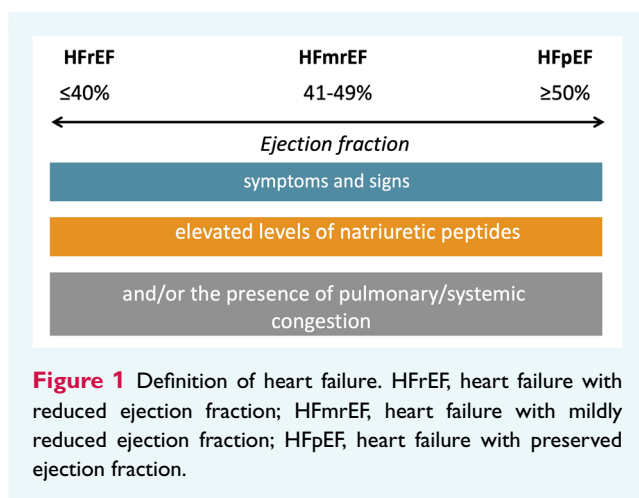 HFrEF HFmrEF HFpEF
≤40% 41-49% ≥50%
Ejection fraction
symptoms and signs
elevated levels of natriuretic peptides
and/or the presence of pulmonary/systemic
congestion
Figure 1 Definition of heart failure. HFrEF, heart failure with
reduced ejection fraction; HFmrEF, heart failure with mildly
reduced ejection fraction; HFpEF, heart failure with preserved
ejection fraction.